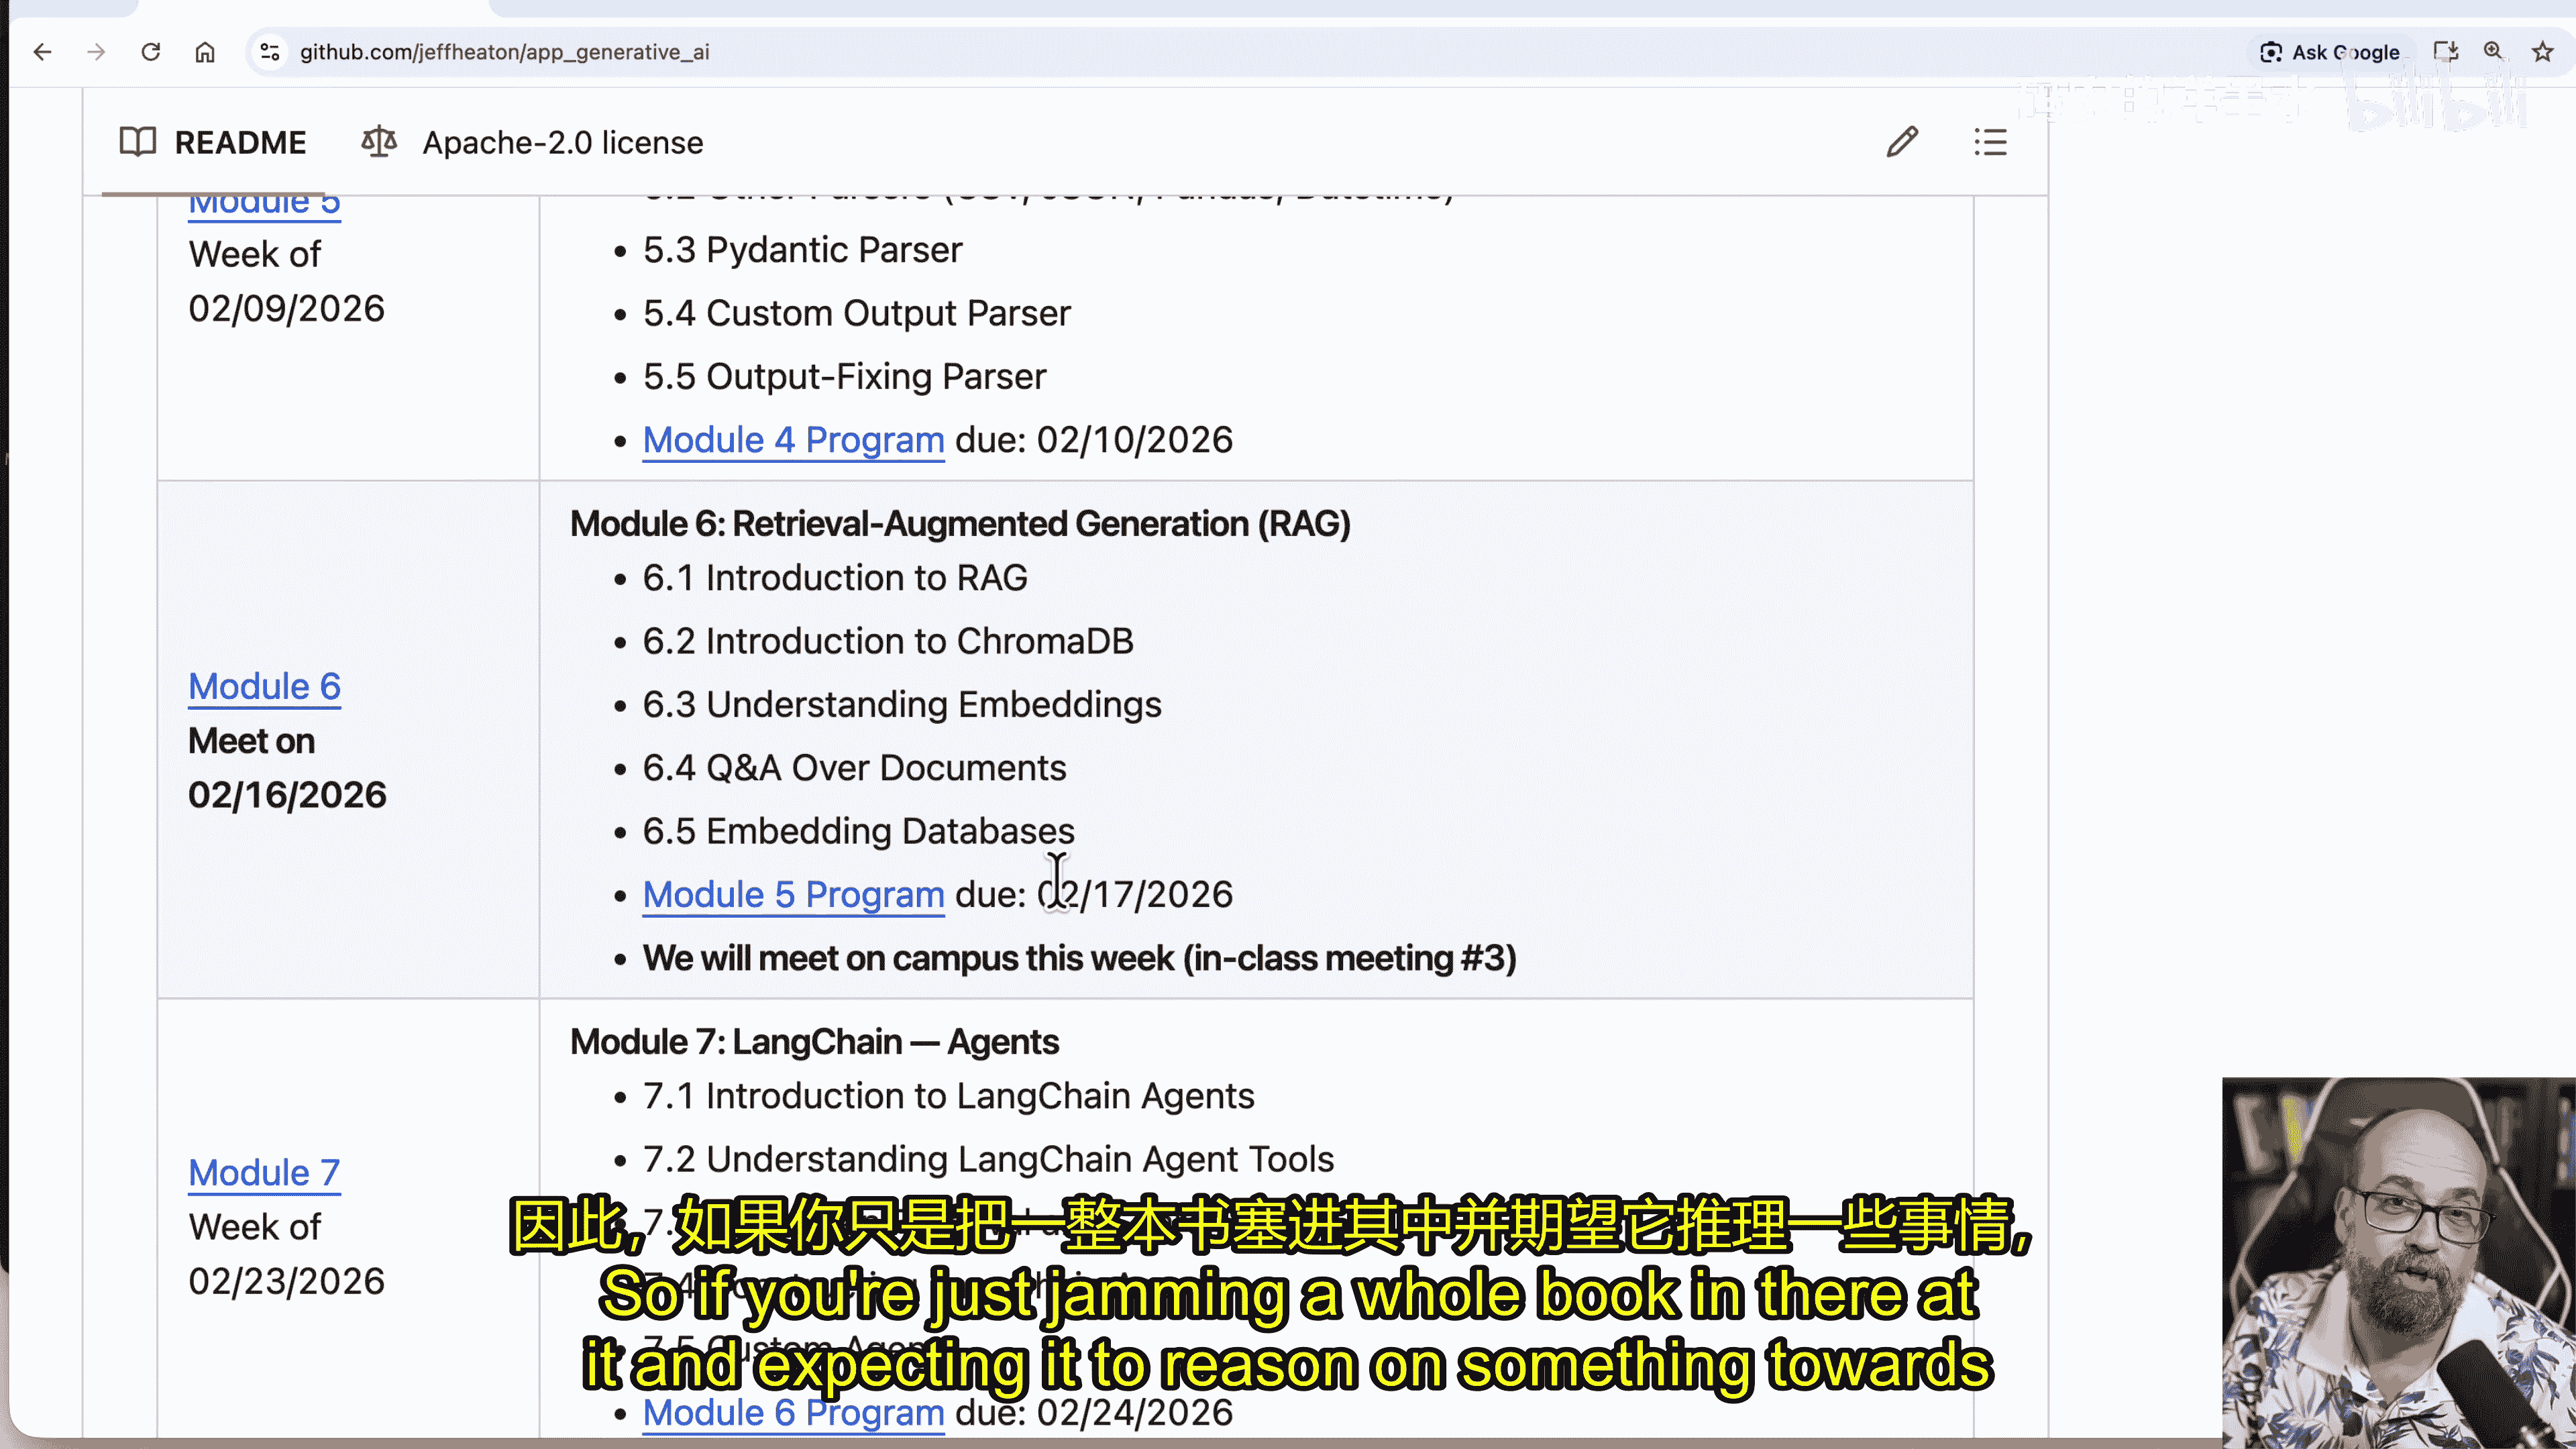 github.com/jeffheaton/app_generative_ai
Ask Google
bilibili
README
Apache-2.0 license
Module 5
Week of
02/09/2026
5.3 Pydantic Parser
5.4 Custom Output Parser
5.5 Output-Fixing Parser
Module 4 Program due: 02/10/2026
Module 6
Meet on
02/16/2026
Module 6: Retrieval-Augmented Generation (RAG)
6.1 Introduction to RAG
6.2 Introduction to ChromaDB
6.3 Understanding Embeddings
6.4 Q&A Over Documents
6.5 Embedding Databases
Module 5 Program due: 02/17/2026
We will meet on campus this week (in-class meeting #3)
Module 7
Week of
02/23/2026
Module 7: LangChain — Agents
7.1 Introduction to LangChain Agents
7.2 Understanding LangChain Agent Tools
Module 6 Program due: 02/24/2026
因此，如果你只是把一整本书塞进其中并期望它推理一些事情，
So if you're just jamming a whole book in there at
it and expecting it to reason on something towards